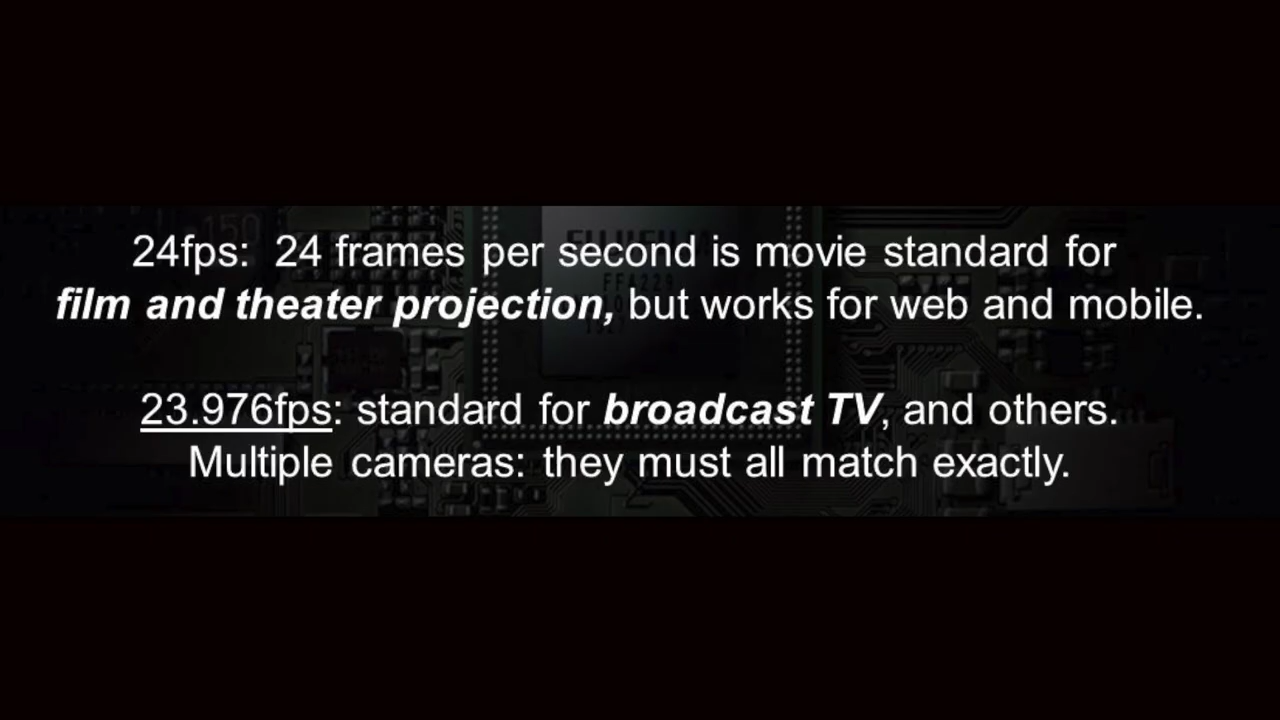 24fps: 24 frames per second is movie standard for
film and theater projection, but works for web and mobile.
23.976fps: standard for broadcast TV, and others.
Multiple cameras: they must all match exactly.